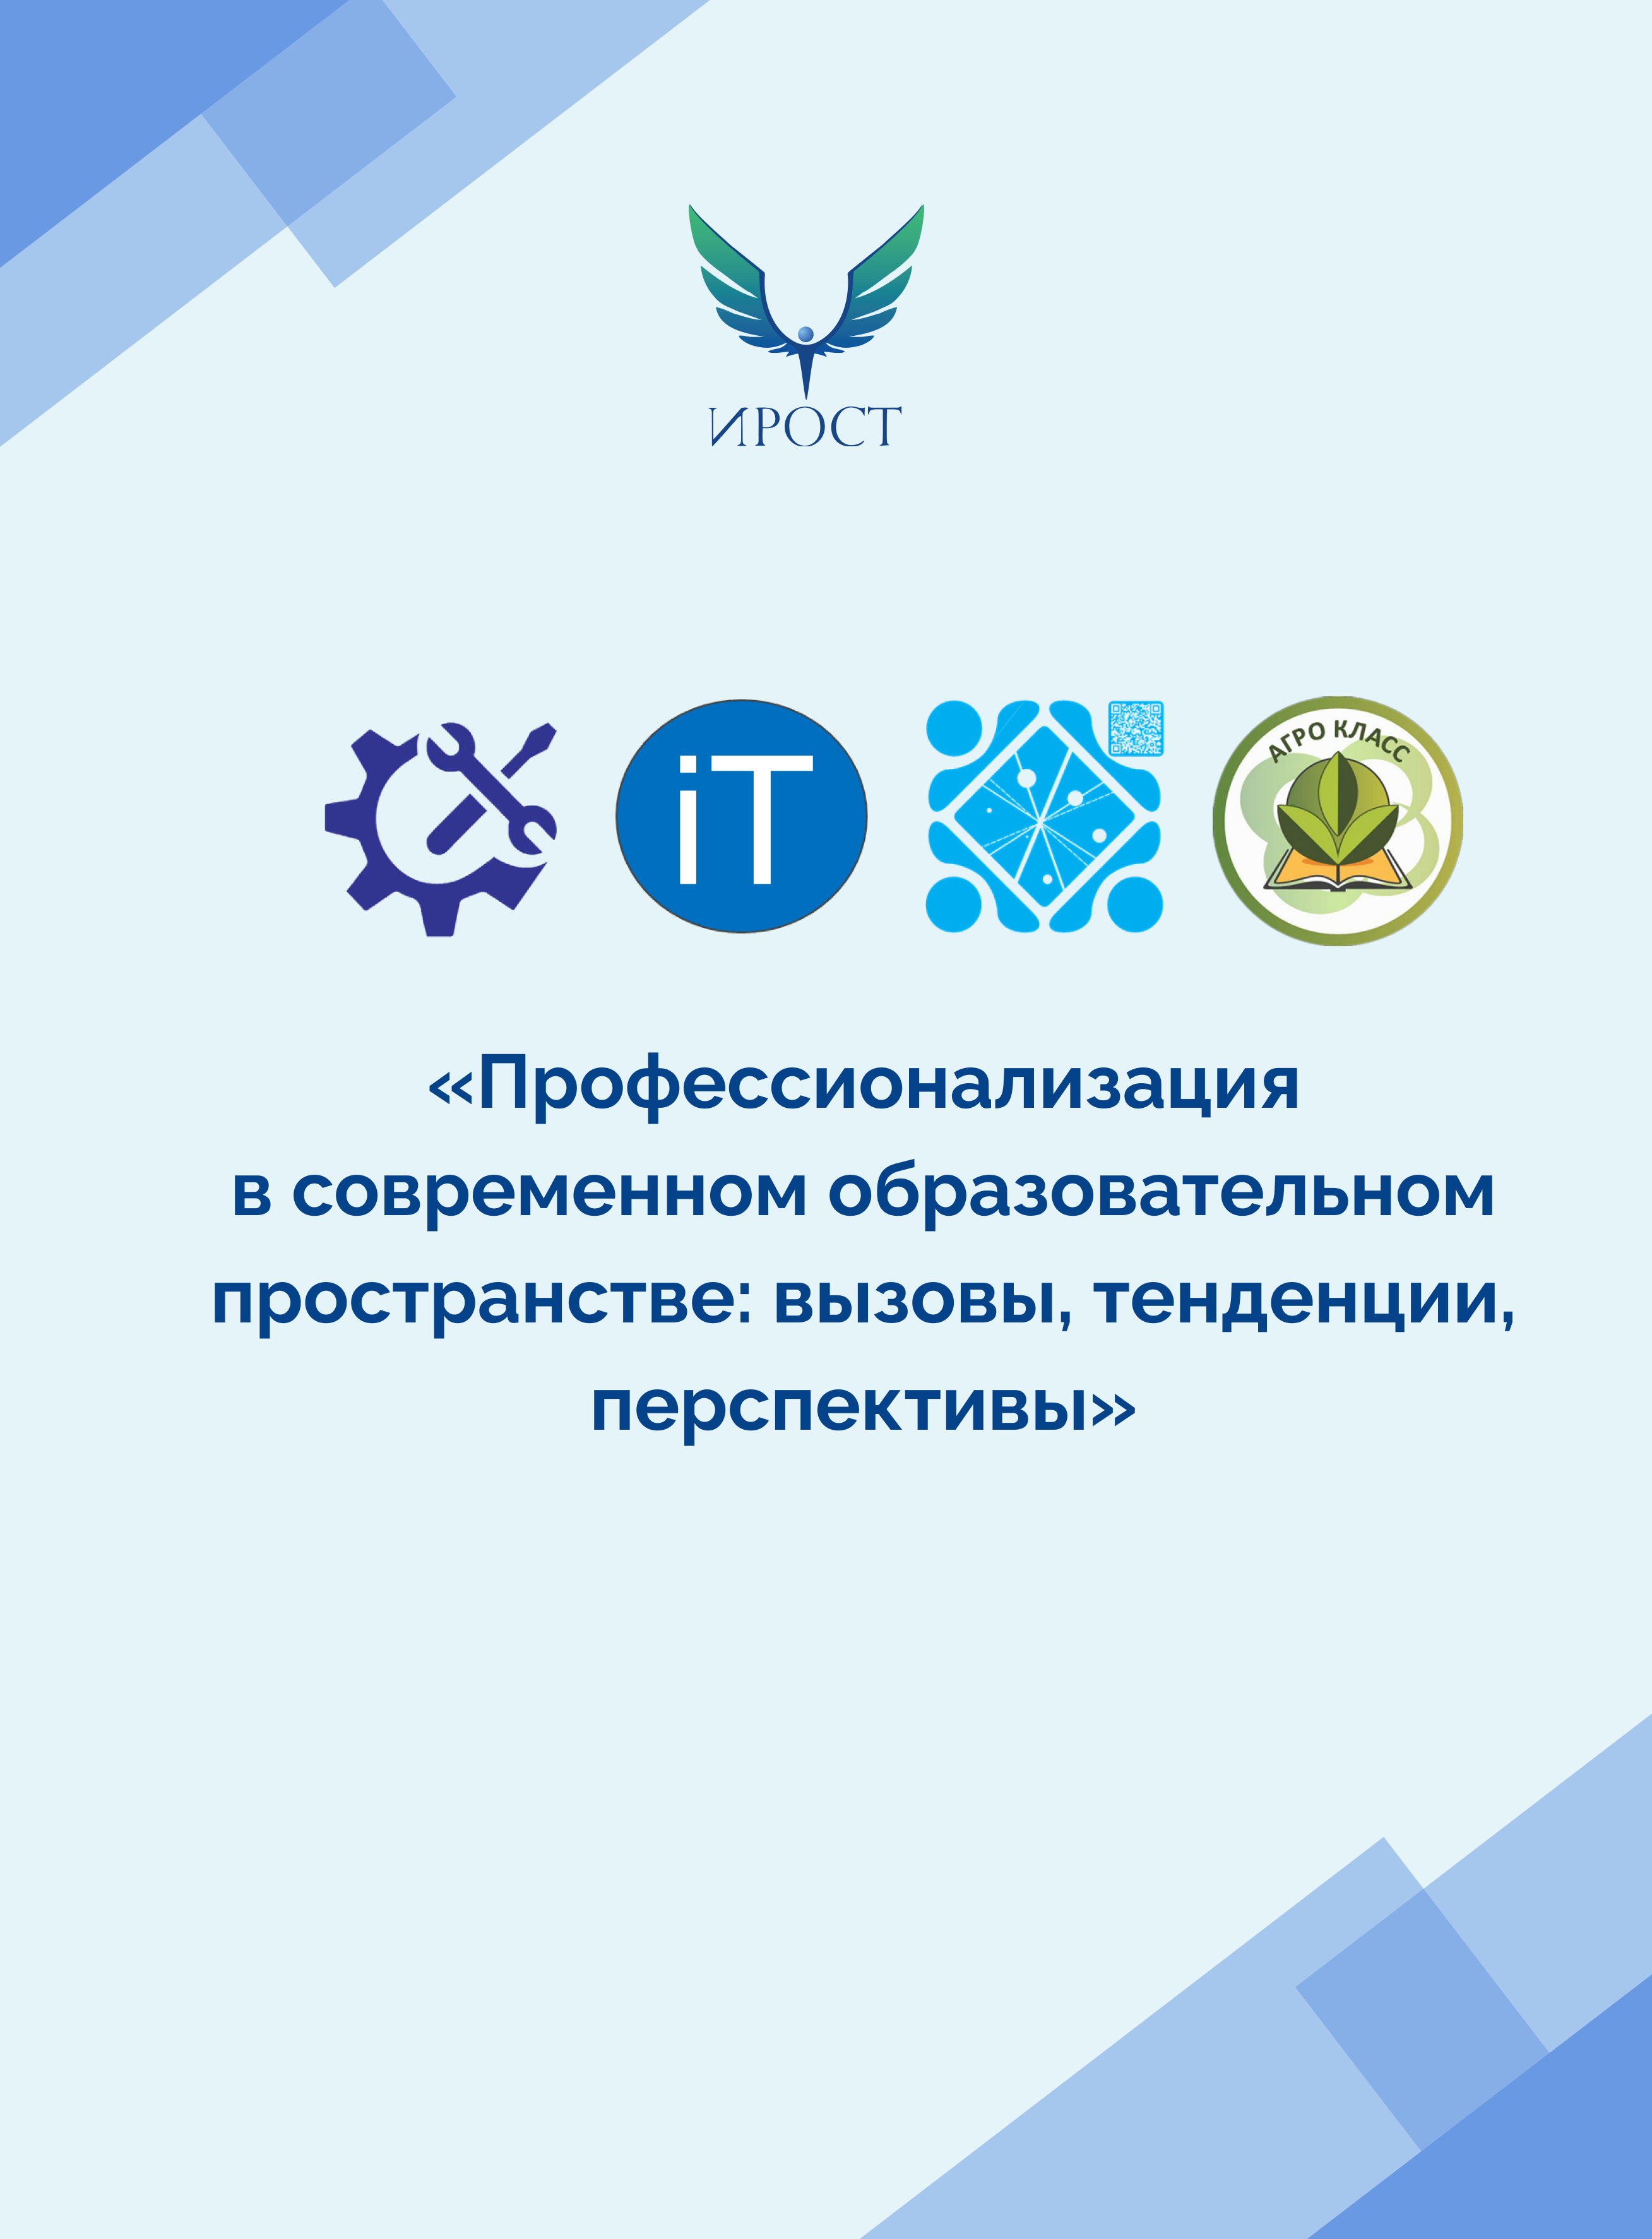 ИРОСТ
iT
АГРО КЛАСС
«Профессионализация
в современном образовательном
пространстве: вызовы, тенденции,
перспективы»